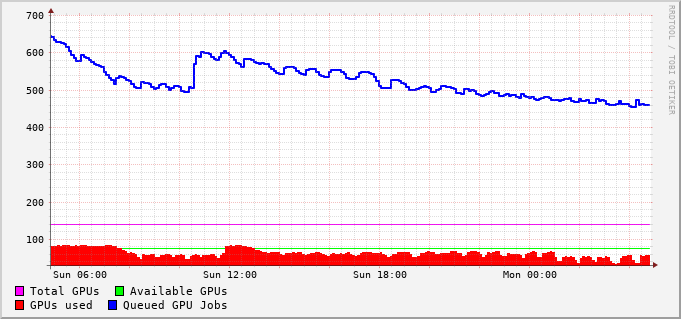 700
600
500
400
300
200
100
Sun 06:00 Sun 12:00 Sun 18:00 Mon 00:00
Total GPUs Available GPUs
GPUs used Queued GPU Jobs
RRDTOOL / TOBI OETIKER